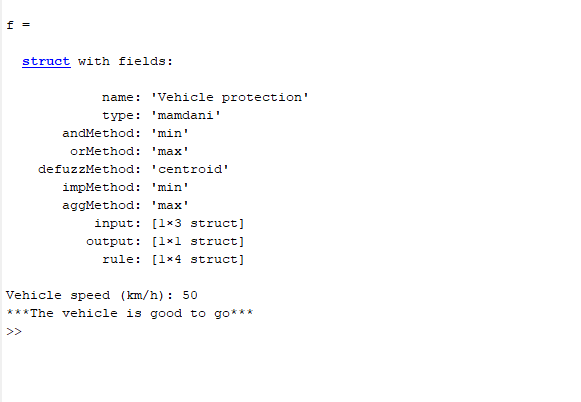 f =
struct with fields:
name: 'Vehicle protection'
type: 'mamdani'
andMethod: 'min'
orMethod: 'max'
defuzzMethod: 'centroid'
impMethod: 'min'
aggMethod: 'max'
input: [1×3 struct]
output: [1×1 struct]
rule: [1×4 struct]
Vehicle speed (km/h): 50
***The vehicle is good to go***
>>